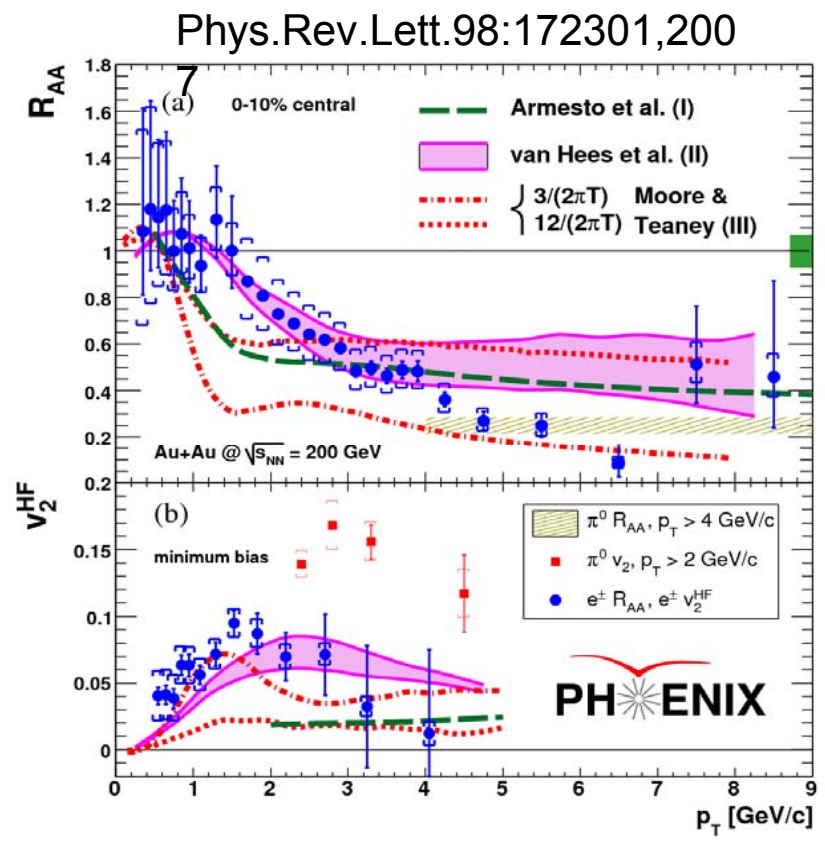 Phys.Rev.Lett.98:172301,200
7
R_AA
1.8
1.6
1.4
1.2
1
0.8
0.6
0.4
0.2
(a)
0-10% central
Armesto et al. (I)
van Hees et al. (II)
3/(2πT) Moore &
12/(2πT) Teaney (III)
Au+Au @ √s_NN = 200 GeV
v_2^HF
0.2
0.15
0.1
0.05
0
(b)
minimum bias
π⁰ R_AA, p_T > 4 GeV/c
π⁰ v_2, p_T > 2 GeV/c
e± R_AA, e± v_2^HF
PHENIX
0 1 2 3 4 5 6 7 8 9
p_T [GeV/c]